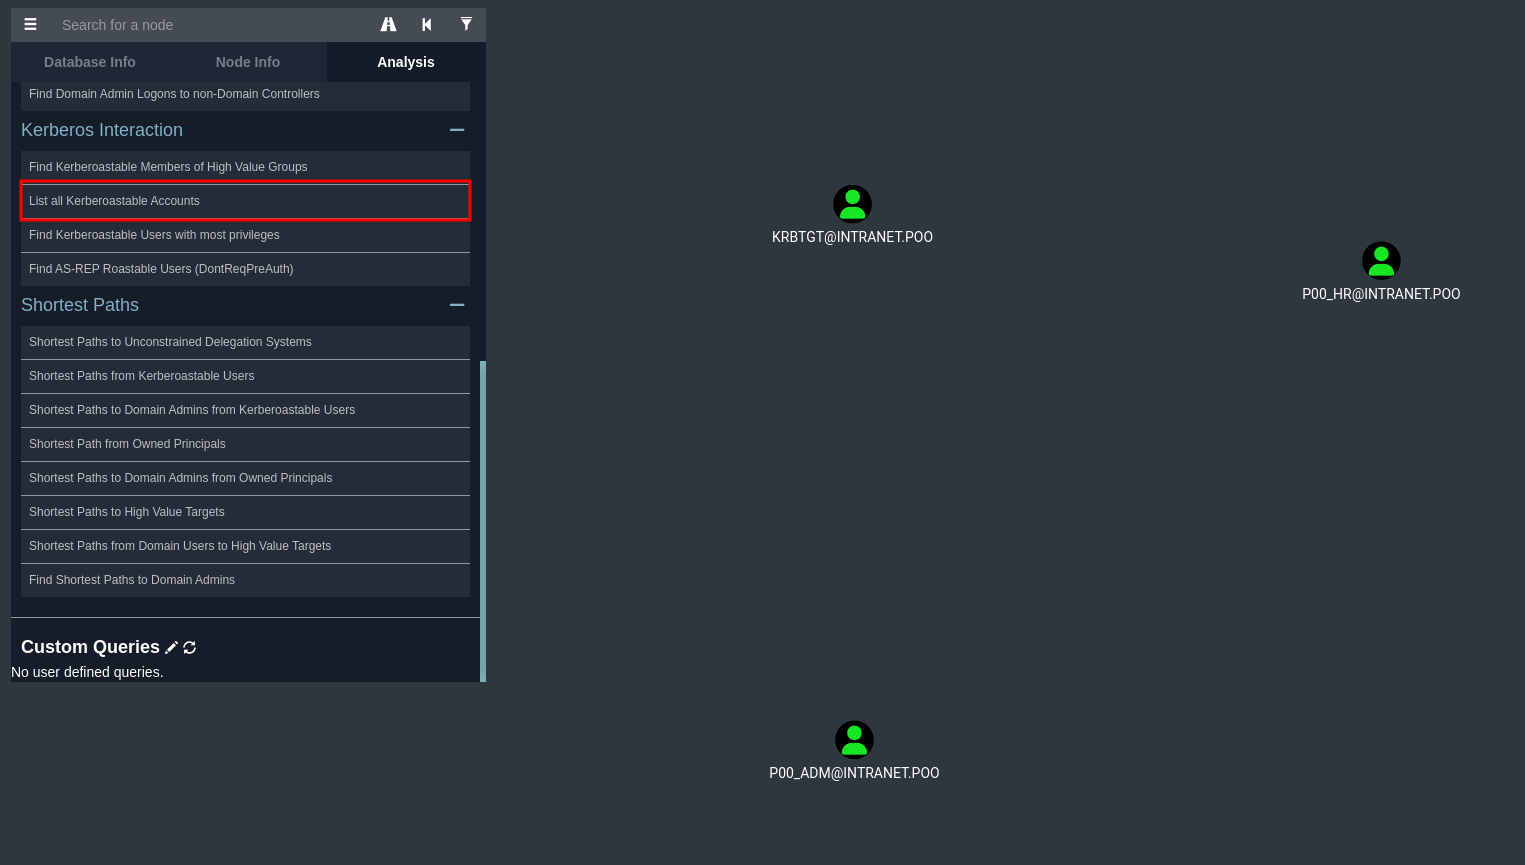 Search for a node
Database Info
Node Info
Analysis
Find Domain Admin Logons to non-Domain Controllers
Kerberos Interaction
Find Kerberoastable Members of High Value Groups
List all Kerberoastable Accounts
Find Kerberoastable Users with most privileges
Find AS-REP Roastable Users (DontReqPreAuth)
Shortest Paths
Shortest Paths to Unconstrained Delegation Systems
Shortest Paths from Kerberoastable Users
Shortest Paths to Domain Admins from Kerberoastable Users
Shortest Path from Owned Principals
Shortest Paths to Domain Admins from Owned Principals
Shortest Paths to High Value Targets
Shortest Paths from Domain Users to High Value Targets
Find Shortest Paths to Domain Admins
Custom Queries
No user defined queries.
KRBTGT@INTRANET.POO
P00_HR@INTRANET.POO
P00_ADM@INTRANET.POO